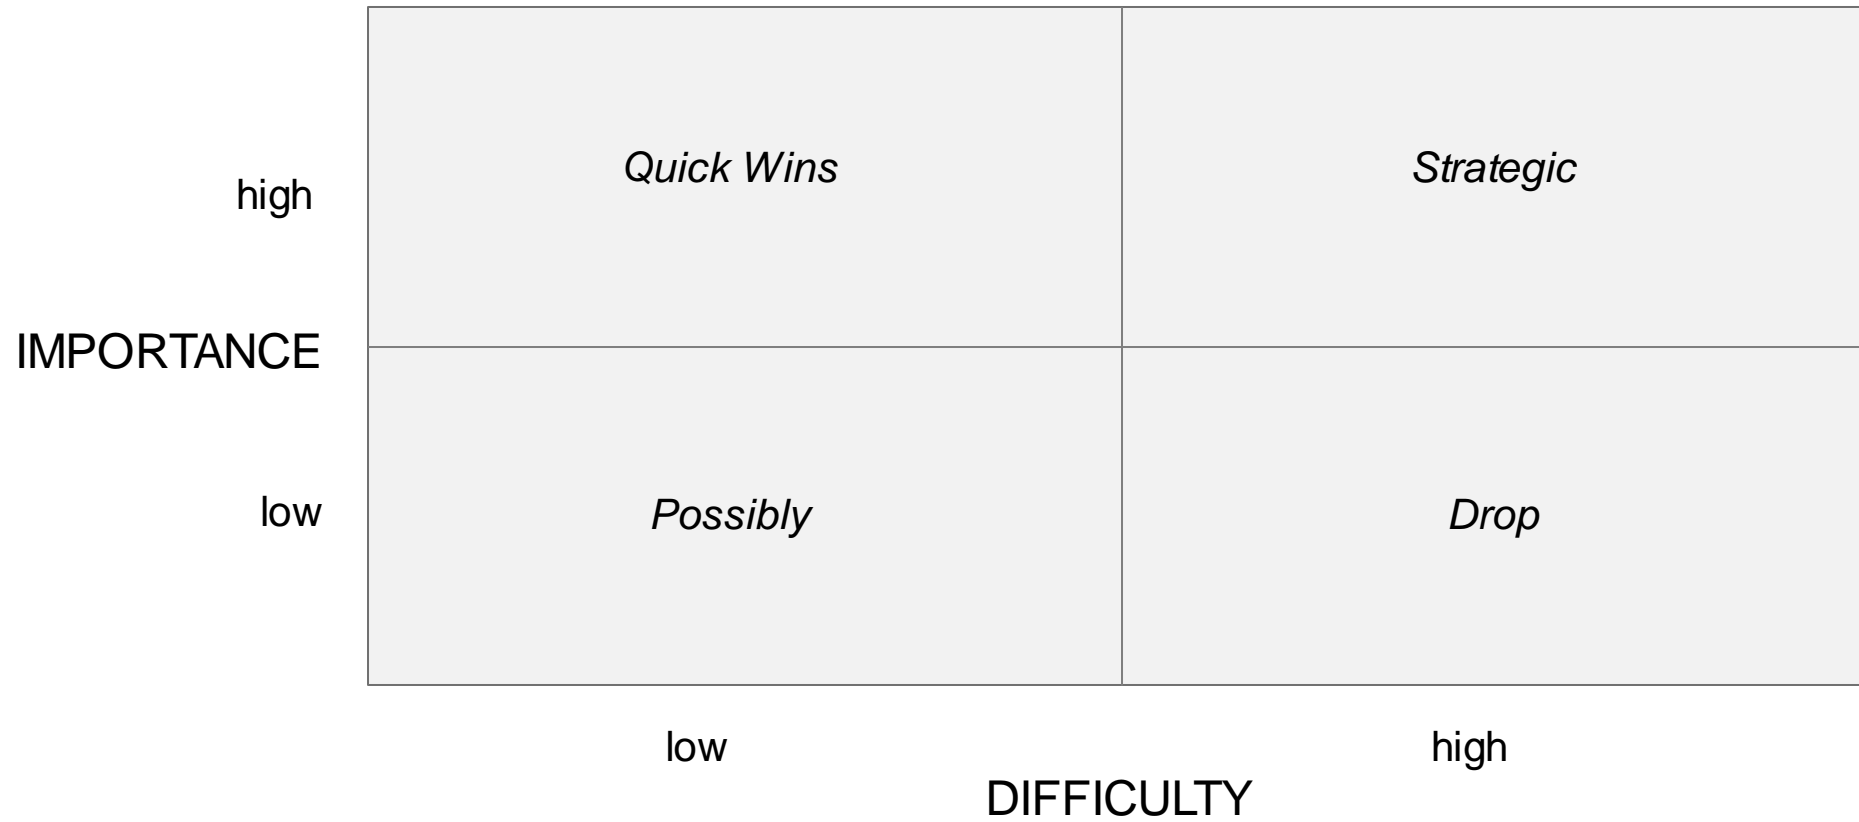 Quick Wins
Strategic
high
IMPORTANCE
low
Possibly
Drop
low
high
DIFFICULTY